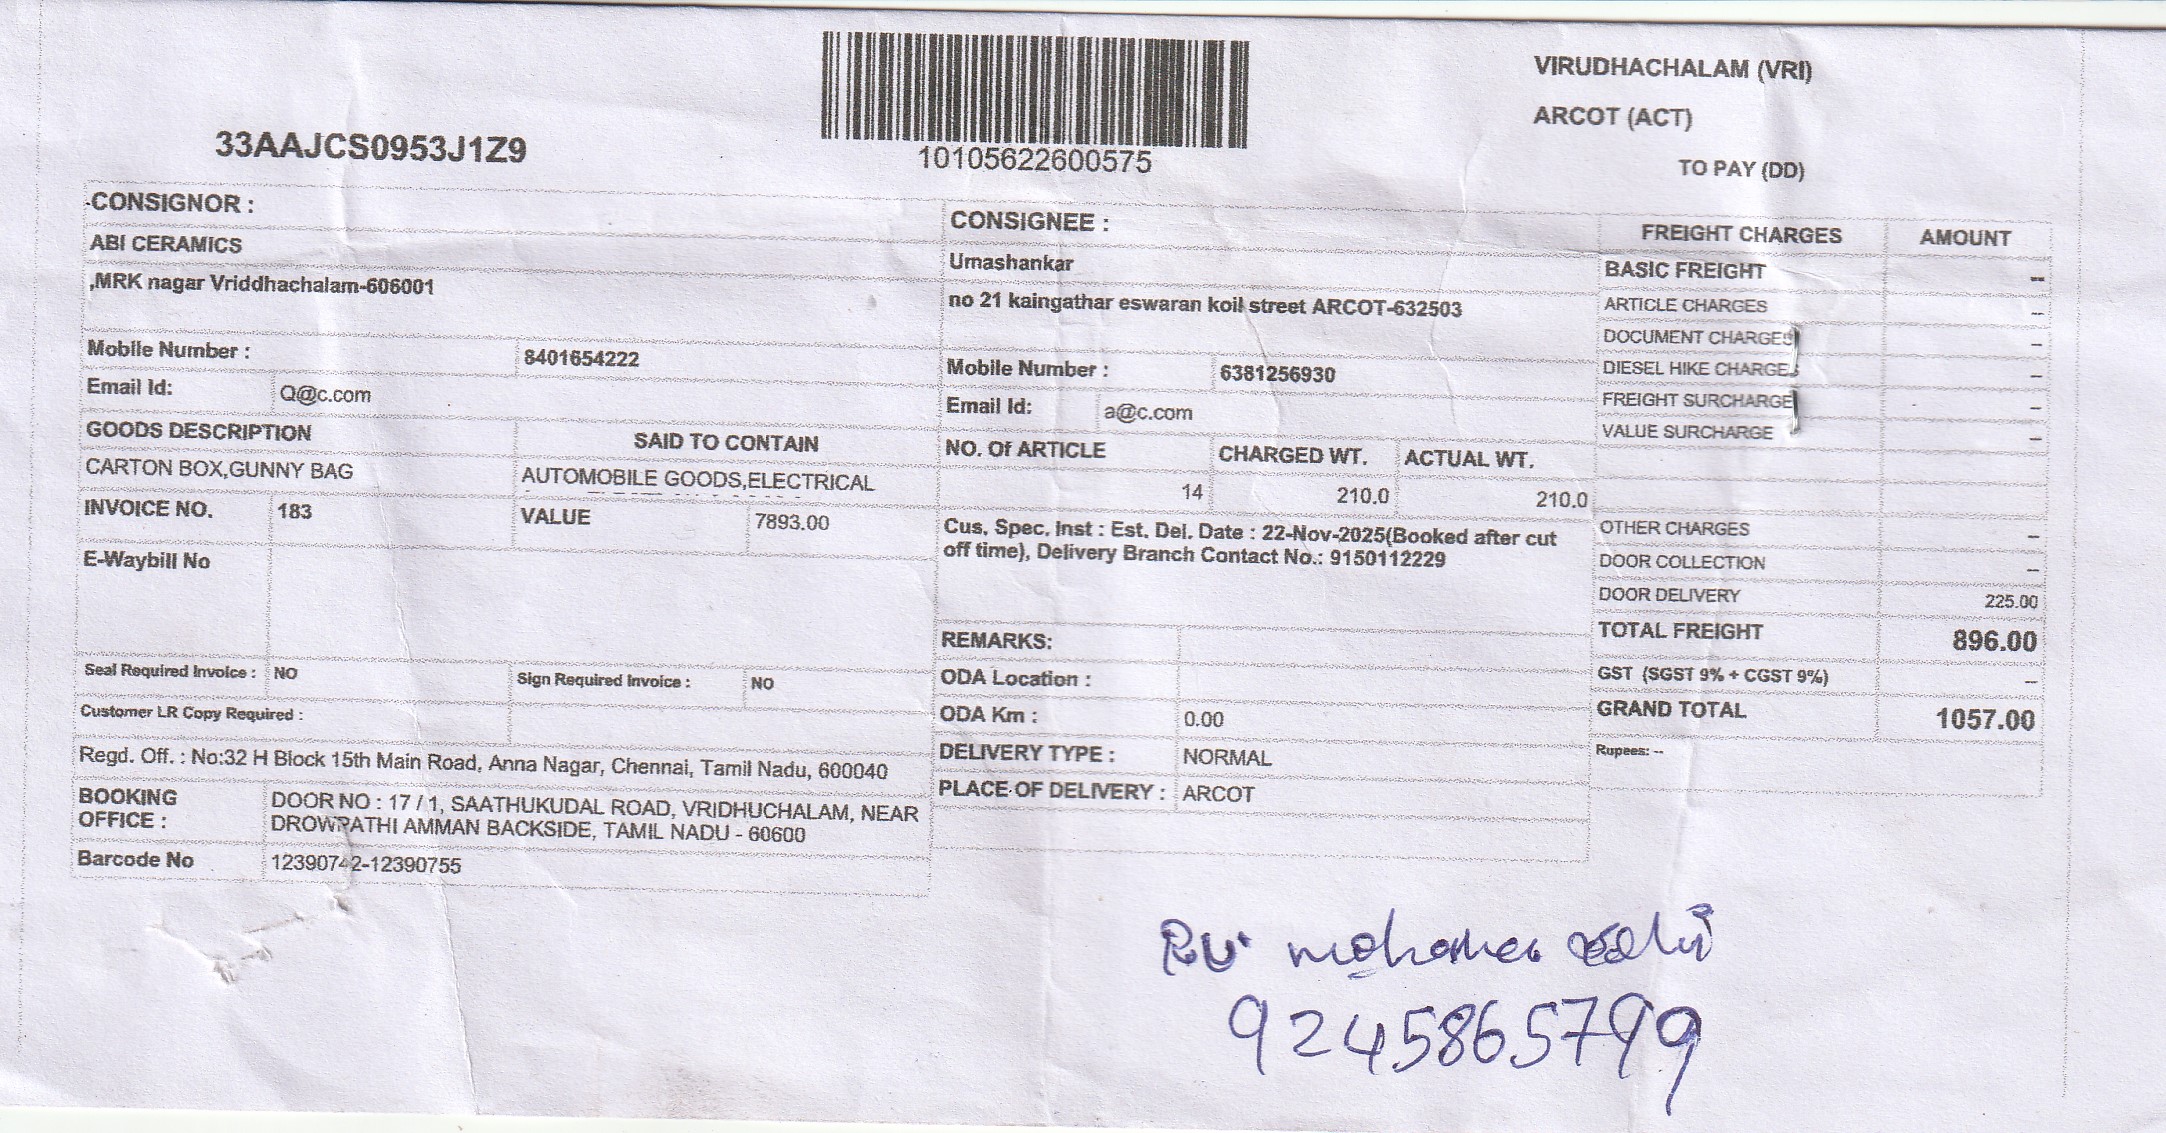 VIRUDHACHALAM (VRI)
ARCOT (ACT)
TO PAY (DD)
33AAJCS0953J1Z9
10105622600575
CONSIGNOR :
ABI CERAMICS
,MRK nagar Vriddhachalam-606001
Mobile Number : 8401654222
Email Id: Q@c.com
GOODS DESCRIPTION SAID TO CONTAIN
CARTON BOX,GUNNY BAG AUTOMOBILE GOODS,ELECTRICAL
INVOICE NO. 183 VALUE 7893.00
E-Waybill No
Seal Required Invoice : NO Sign Required Invoice : NO
Customer LR Copy Required :
Regd. Off. : No:32 H Block 15th Main Road, Anna Nagar, Chennai, Tamil Nadu, 600040
BOOKING OFFICE : DOOR NO : 17 / 1, SAATHUKUDAL ROAD, VRIDHUCHALAM, NEAR
DROWPATHI AMMAN BACKSIDE, TAMIL NADU - 60600
Barcode No 12390742-12390755
CONSIGNEE :
Umashankar
no 21 kaingathar eswaran koil street ARCOT-632503
Mobile Number : 6381256930
Email Id: a@c.com
NO. Of ARTICLE CHARGED WT. ACTUAL WT.
14 210.0 210.0
Cus. Spec. Inst : Est. Del. Date : 22-Nov-2025(Booked after cut
off time), Delivery Branch Contact No.: 9150112229
REMARKS:
ODA Location :
ODA Km : 0.00
DELIVERY TYPE : NORMAL
PLACE OF DELIVERY : ARCOT
FREIGHT CHARGES AMOUNT
BASIC FREIGHT --
ARTICLE CHARGES --
DOCUMENT CHARGES --
DIESEL HIKE CHARGES --
FREIGHT SURCHARGE --
VALUE SURCHARGE --
OTHER CHARGES --
DOOR COLLECTION --
DOOR DELIVERY 225.00
TOTAL FREIGHT 896.00
GST (SGST 9% + CGST 9%) --
GRAND TOTAL 1057.00
Rupees: --
9245865799